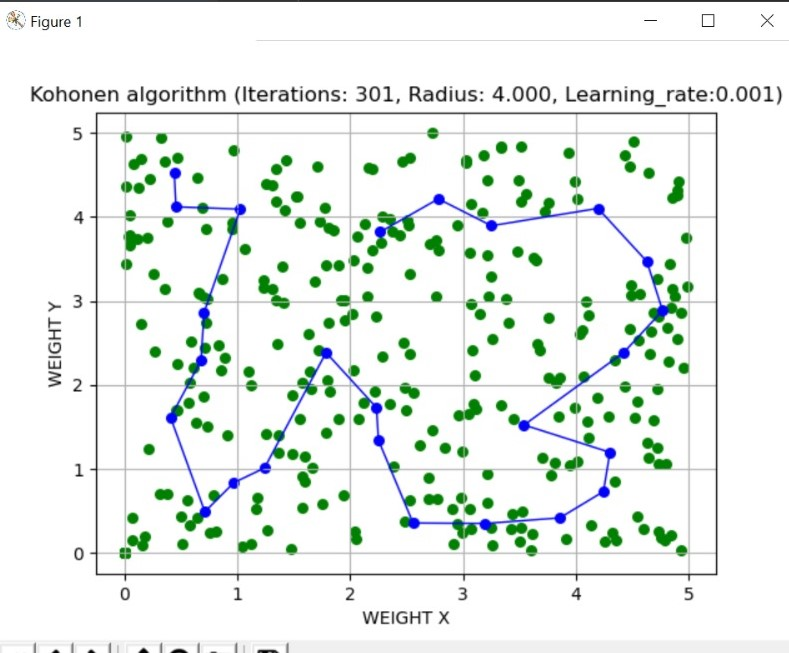 Figure 1
Kohonen algorithm (Iterations: 301, Radius: 4.000, Learning_rate:0.001)
5
4
3
2
1
0
WEIGHT Y
0 1 2 3 4 5
WEIGHT X